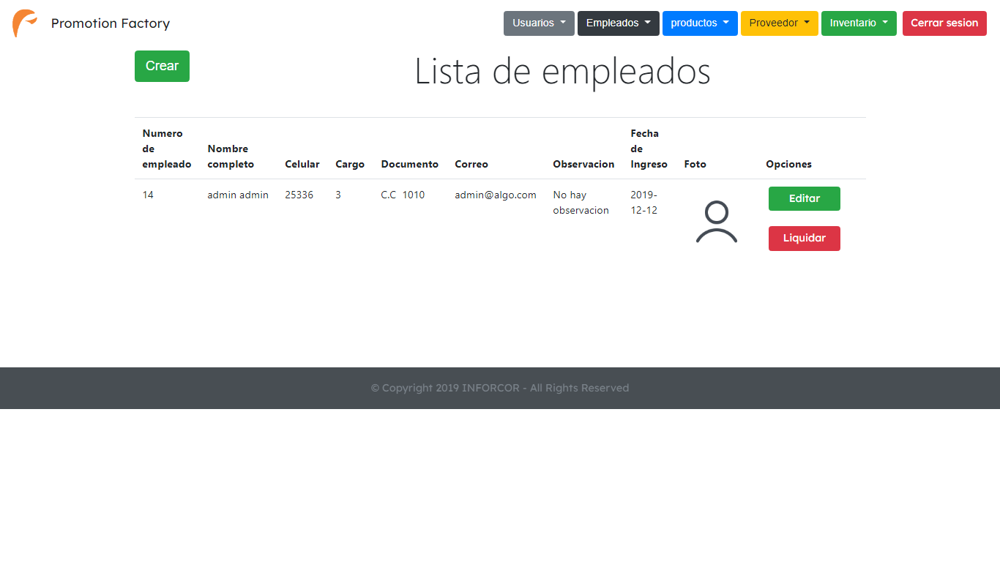 Promotion Factory
Usuarios Empleados productos Proveedor Inventario Cerrar sesion
Crear
Lista de empleados
Numero de empleado
Nombre completo
Celular
Cargo
Documento
Correo
Observacion
Fecha de Ingreso
Foto
Opciones
14
admin admin
25336
3
C.C 1010
admin@algo.com
No hay observacion
2019-12-12
Editar
Liquidar
© Copyright 2019 INFORCOR - All Rights Reserved